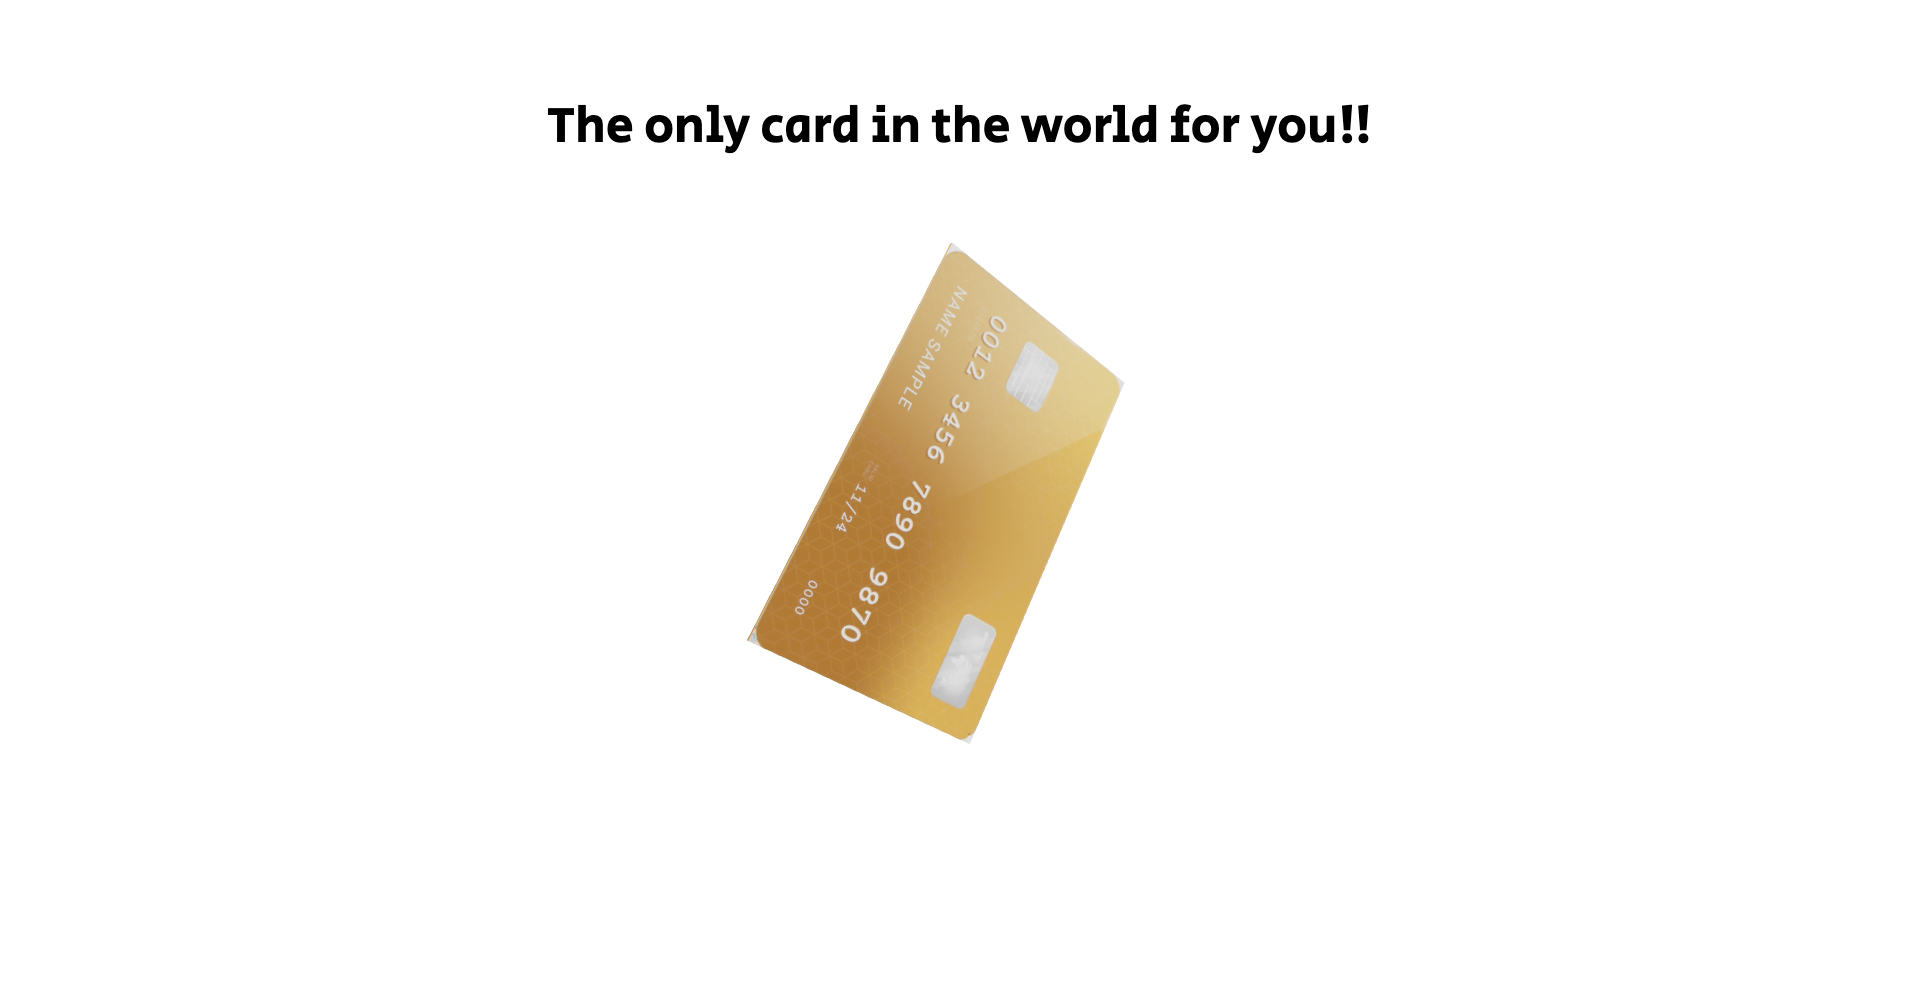 The only card in the world for you!!
0012 3456 7890 9870
11/24
NAME SAMPLE
0000